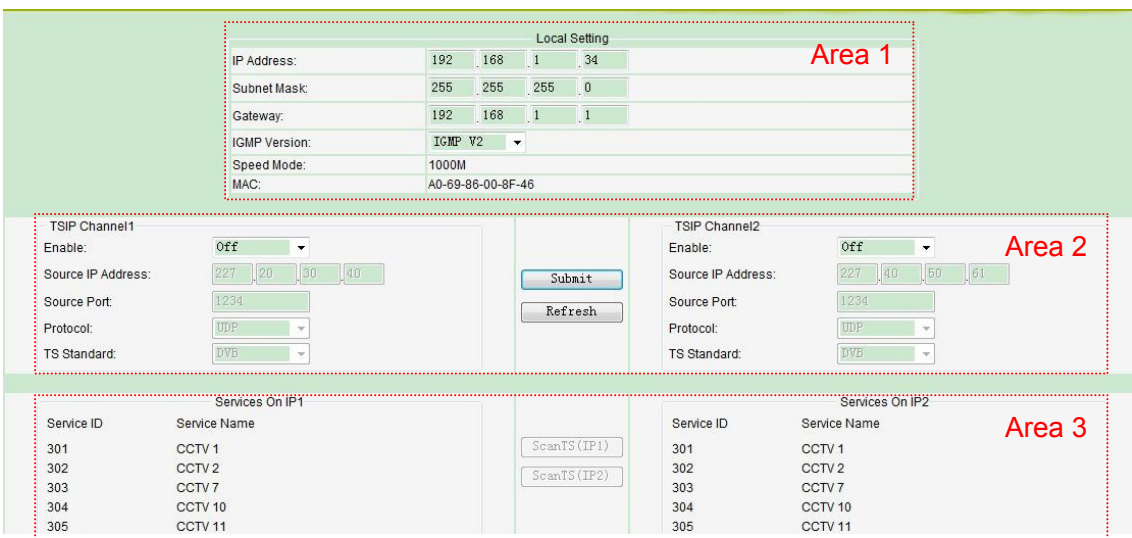 Local Setting
Area 1
IP Address: 192 . 168 . 1 . 34
Subnet Mask: 255 . 255 . 255 . 0
Gateway: 192 . 168 . 1 . 1
IGMP Version: IGMP V2
Speed Mode: 1000M
MAC: A0-69-86-00-8F-46
TSIP Channel1
Enable: Off
Source IP Address: 227 . 20 . 30 . 40
Source Port: 1234
Protocol: UDP
TS Standard: DVB
Submit
Refresh
TSIP Channel2
Area 2
Enable: Off
Source IP Address: 227 . 40 . 50 . 61
Source Port: 1234
Protocol: UDP
TS Standard: DVB
Services On IP1
Service ID Service Name
301 CCTV 1
302 CCTV 2
303 CCTV 7
304 CCTV 10
305 CCTV 11
ScanTS(IP1)
ScanTS(IP2)
Services On IP2
Area 3
Service ID Service Name
301 CCTV 1
302 CCTV 2
303 CCTV 7
304 CCTV 10
305 CCTV 11